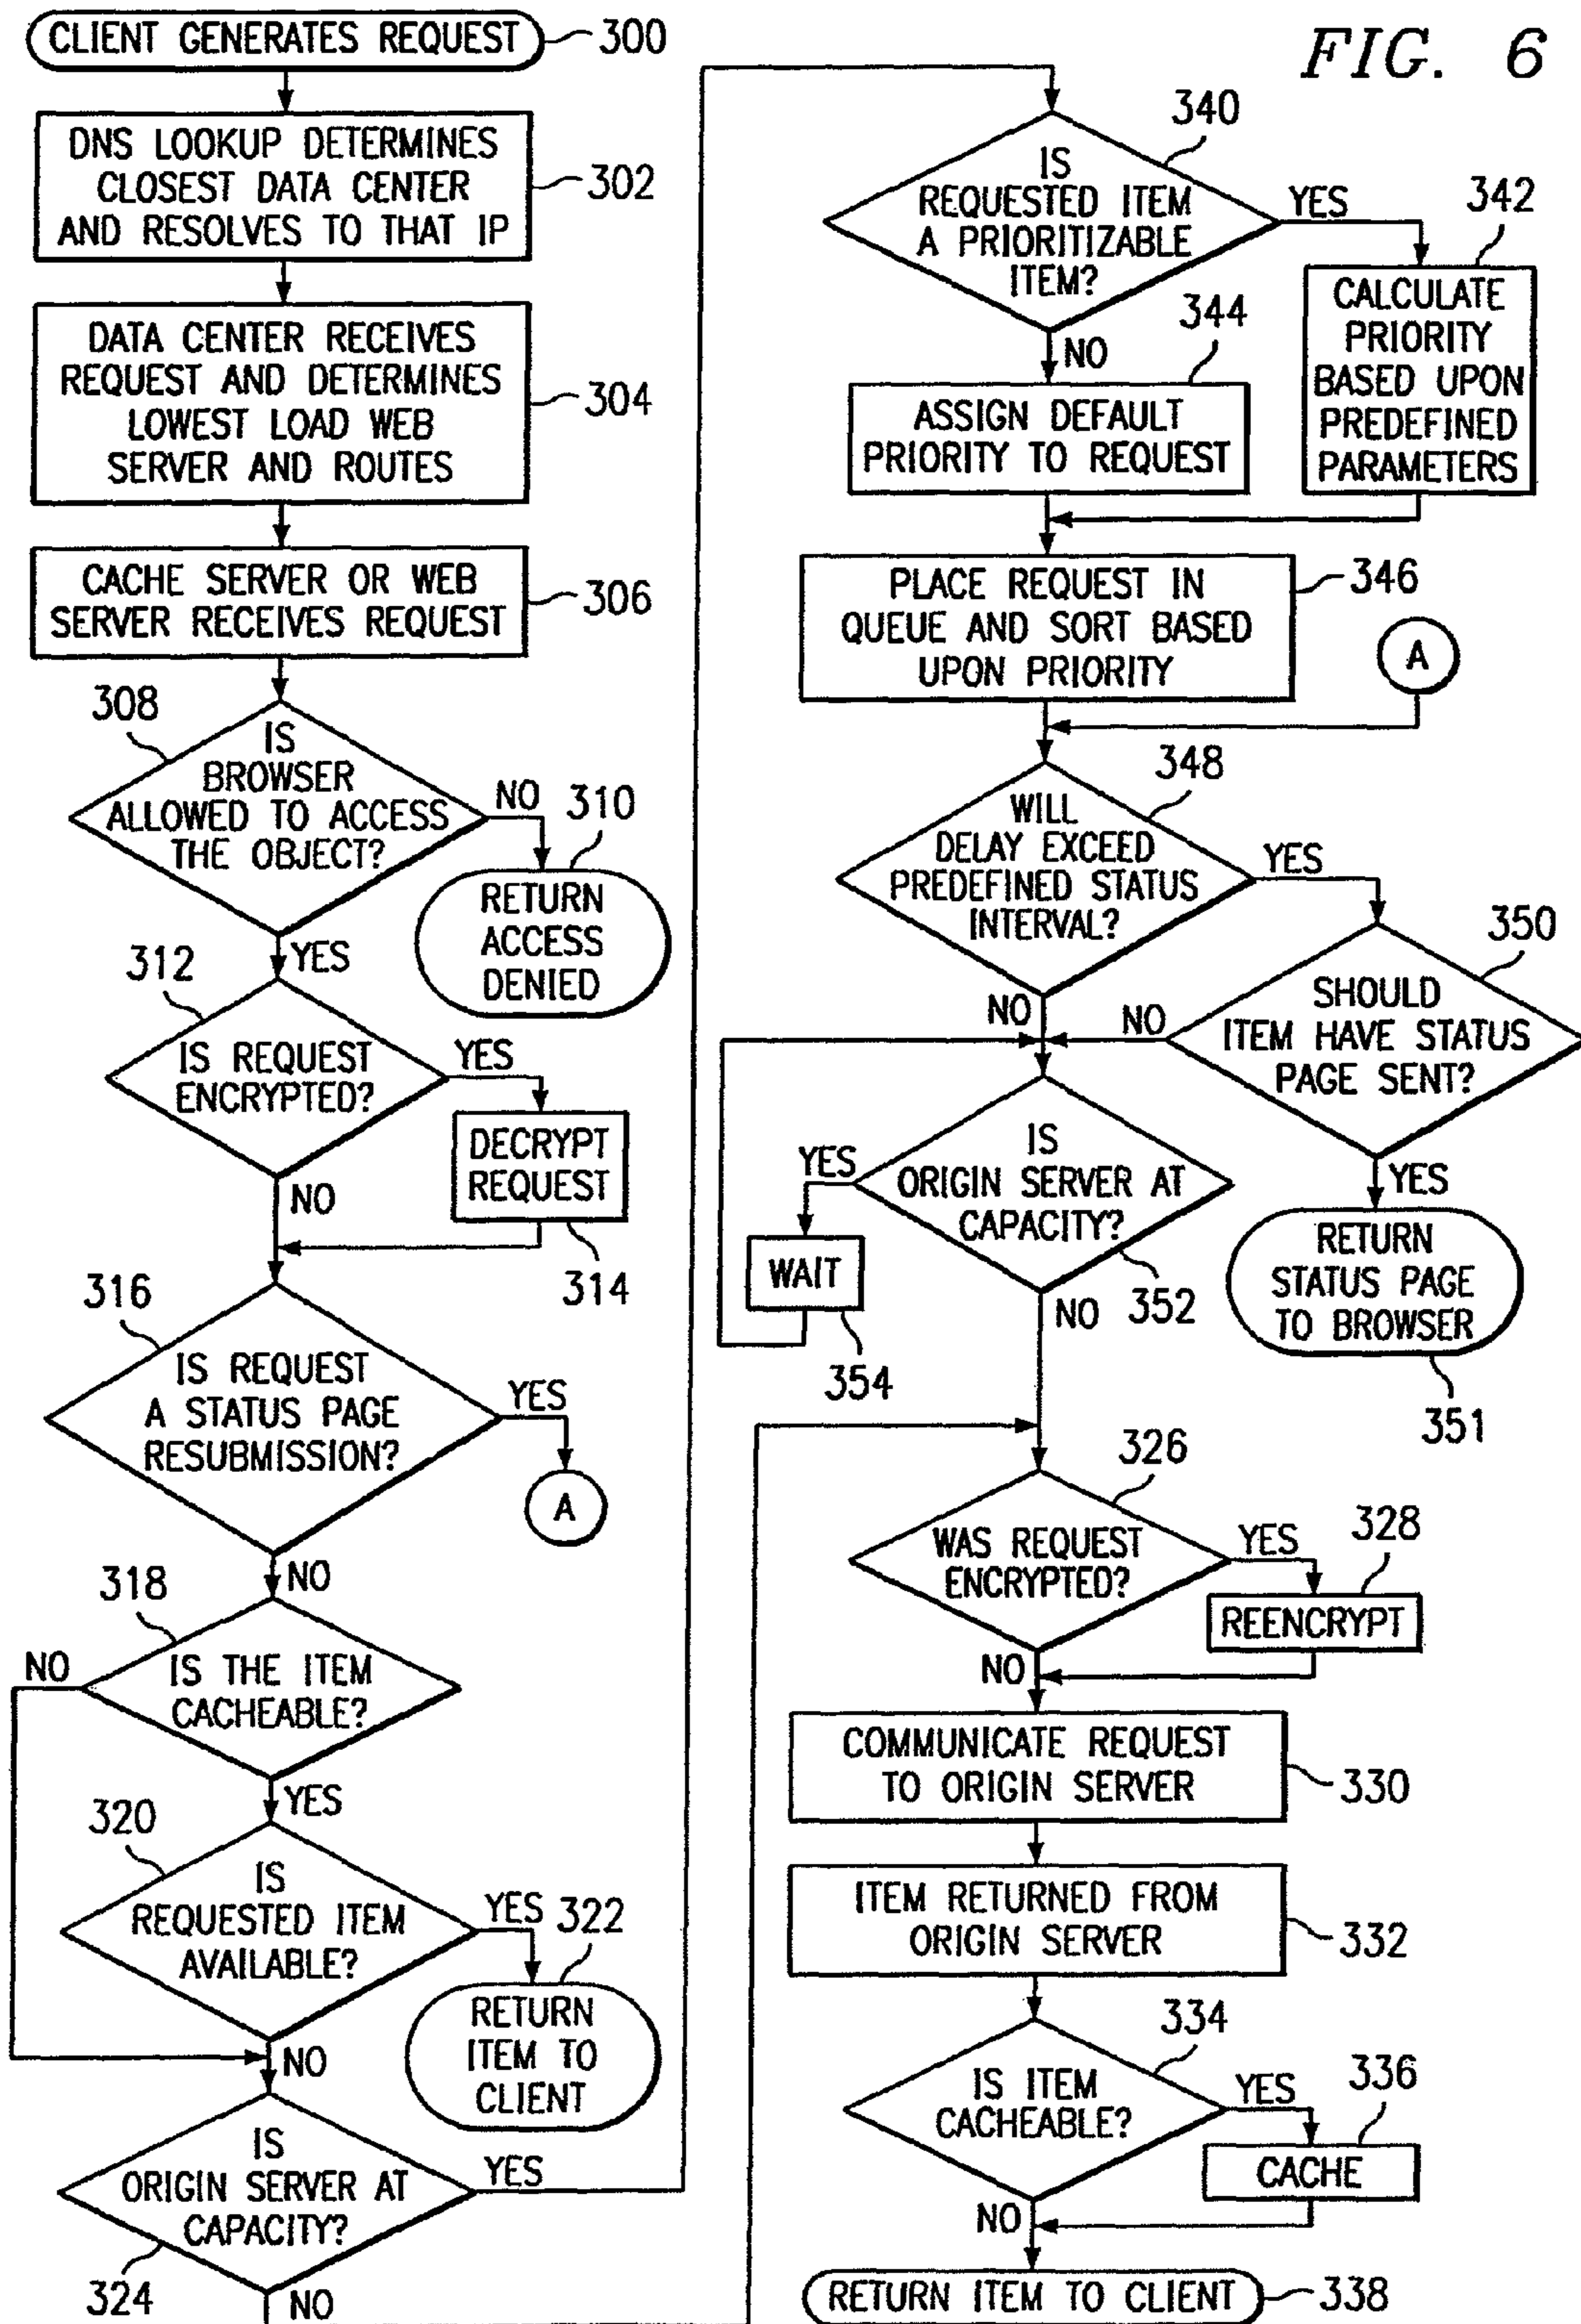 FIG. 6
CLIENT GENERATES REQUEST
300
DNS LOOKUP DETERMINES
CLOSEST DATA CENTER
AND RESOLVES TO THAT IP
302
DATA CENTER RECEIVES
REQUEST AND DETERMINES
LOWEST LOAD WEB
SERVER AND ROUTES
304
CACHE SERVER OR WEB
SERVER RECEIVES REQUEST
306
308
IS
BROWSER
ALLOWED TO ACCESS
THE OBJECT?
NO
310
RETURN
ACCESS
DENIED
YES
312
IS REQUEST
ENCRYPTED?
YES
DECRYPT
REQUEST
314
NO
316
IS REQUEST
A STATUS PAGE
RESUBMISSION?
YES
A
NO
318
IS THE ITEM
CACHEABLE?
NO
YES
320
IS
REQUESTED ITEM
AVAILABLE?
YES
322
RETURN
ITEM TO
CLIENT
NO
IS
ORIGIN SERVER AT
CAPACITY?
YES
324
NO
340
IS
REQUESTED ITEM
A PRIORITIZABLE
ITEM?
YES
342
CALCULATE
PRIORITY
BASED UPON
PREDEFINED
PARAMETERS
NO
344
ASSIGN DEFAULT
PRIORITY TO REQUEST
PLACE REQUEST IN
QUEUE AND SORT BASED
UPON PRIORITY
346
A
348
WILL
DELAY EXCEED
PREDEFINED STATUS
INTERVAL?
YES
350
SHOULD
ITEM HAVE STATUS
PAGE SENT?
NO
NO
YES
RETURN
STATUS PAGE
TO BROWSER
351
IS
ORIGIN SERVER AT
CAPACITY?
352
YES
WAIT
354
NO
326
WAS REQUEST
ENCRYPTED?
YES
328
REENCRYPT
NO
COMMUNICATE REQUEST
TO ORIGIN SERVER
330
ITEM RETURNED FROM
ORIGIN SERVER
332
334
IS ITEM
CACHEABLE?
YES
336
CACHE
NO
RETURN ITEM TO CLIENT
338